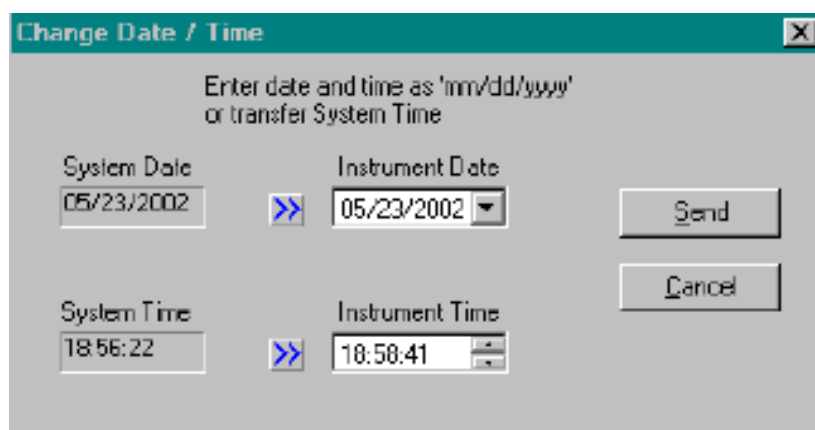 Change Date / Time
Enter date and time as 'mm/dd/yyyy'
or transfer System Time
System Date
Instrument Date
05/23/2002
>>
05/23/2002
Send
Cancel
System Time
Instrument Time
18:56:22
>>
18:58:41